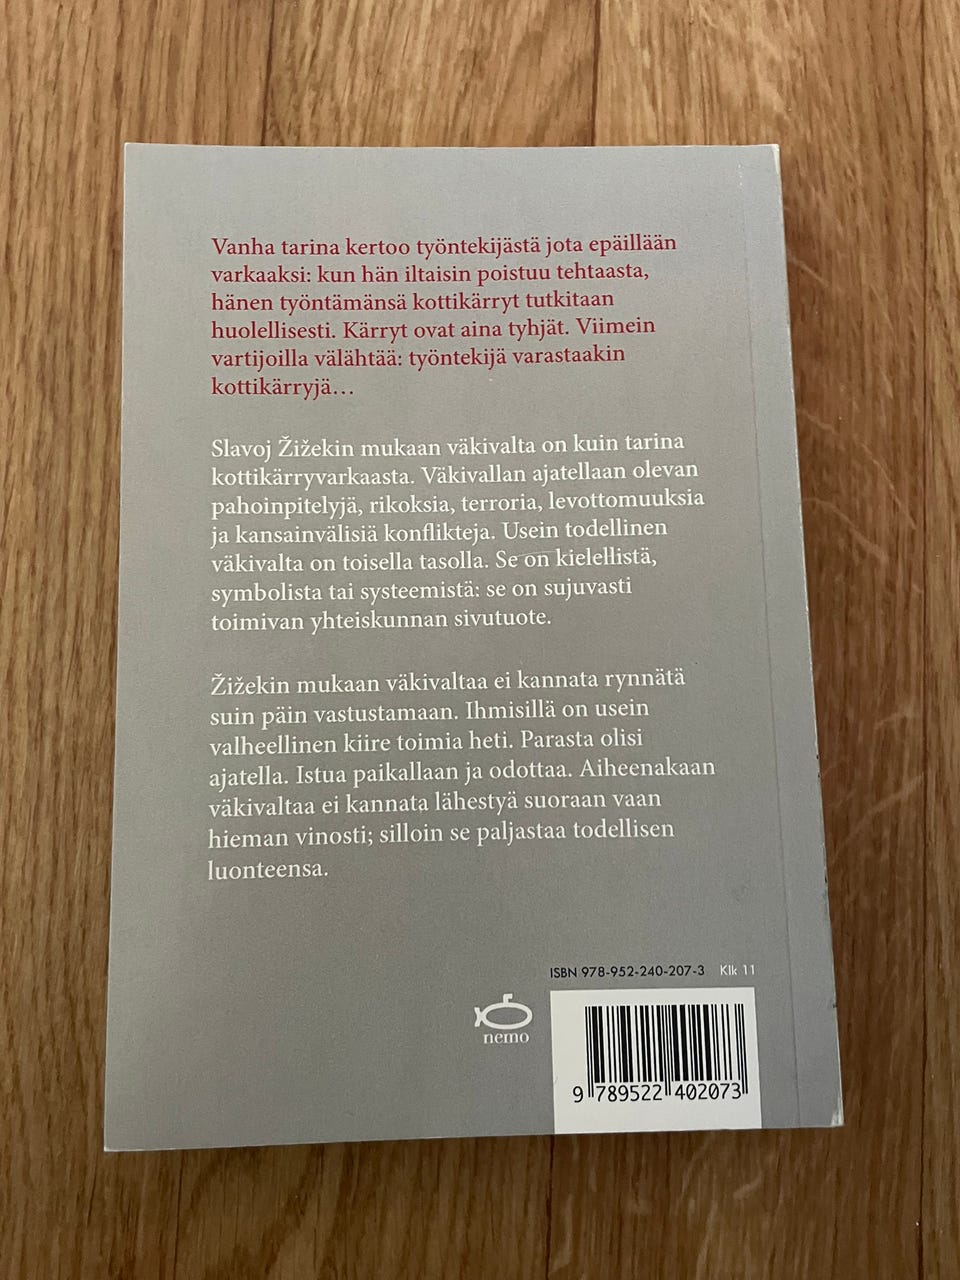 Vanha tarina kertoo työntekijästä jota epäillään
varkaaksi: kun hän iltaisin poistuu tehtaasta,
hänen työntämänsä kottikärryt tutkitaan
huolellisesti. Kärryt ovat aina tyhjät. Viimein
vartijoilla välähtää: työntekijä varastaakin
kottikärryjä…
Slavoj Žižekin mukaan väkivalta on kuin tarina
kottikärryvarkaasta. Väkivallan ajatellaan olevan
pahoinpitelyjä, rikoksia, terroria, levottomuuksia
ja kansainvälisiä konflikteja. Usein todellinen
väkivalta on toisella tasolla. Se on kielellistä,
symbolista tai systeemistä: se on sujuvasti
toimivan yhteiskunnan sivutuote.
Žižekin mukaan väkivaltaa ei kannata rynnätä
suin päin vastustamaan. Ihmisillä on usein
valheellinen kiire toimia heti. Parasta olisi
ajatella. Istua paikallaan ja odottaa. Aiheenakaan
väkivaltaa ei kannata lähestyä suoraan vaan
hieman vinosti; silloin se paljastaa todellisen
luonteensa.
ISBN 978-952-240-207-3 Klk 11
nemo
9 789522 402073